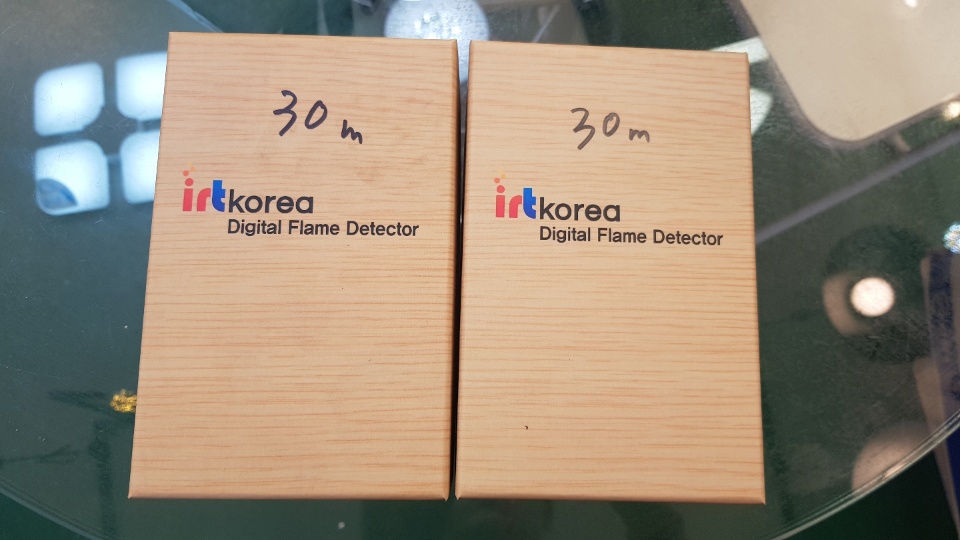 30m
irtkorea
Digital Flame Detector
30m
irtkorea
Digital Flame Detector